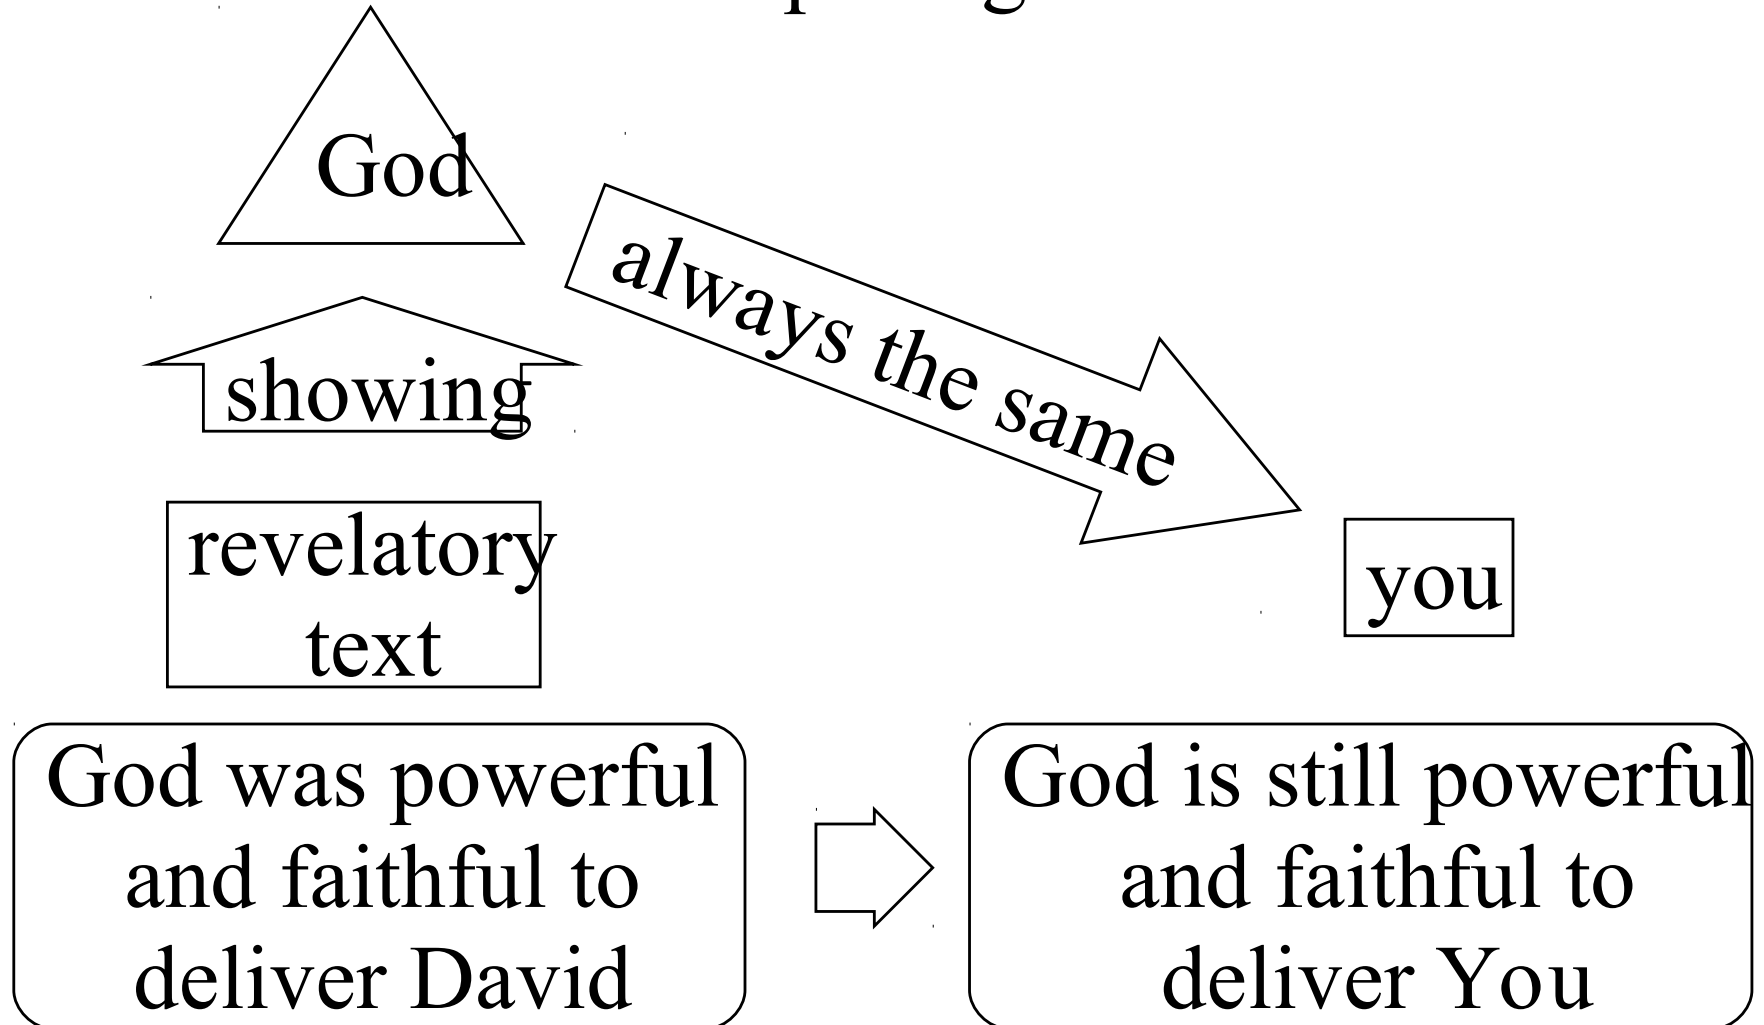 God
always the same
showing
revelatory
text
you
God was powerful
and faithful to
deliver David
God is still powerful
and faithful to
deliver You